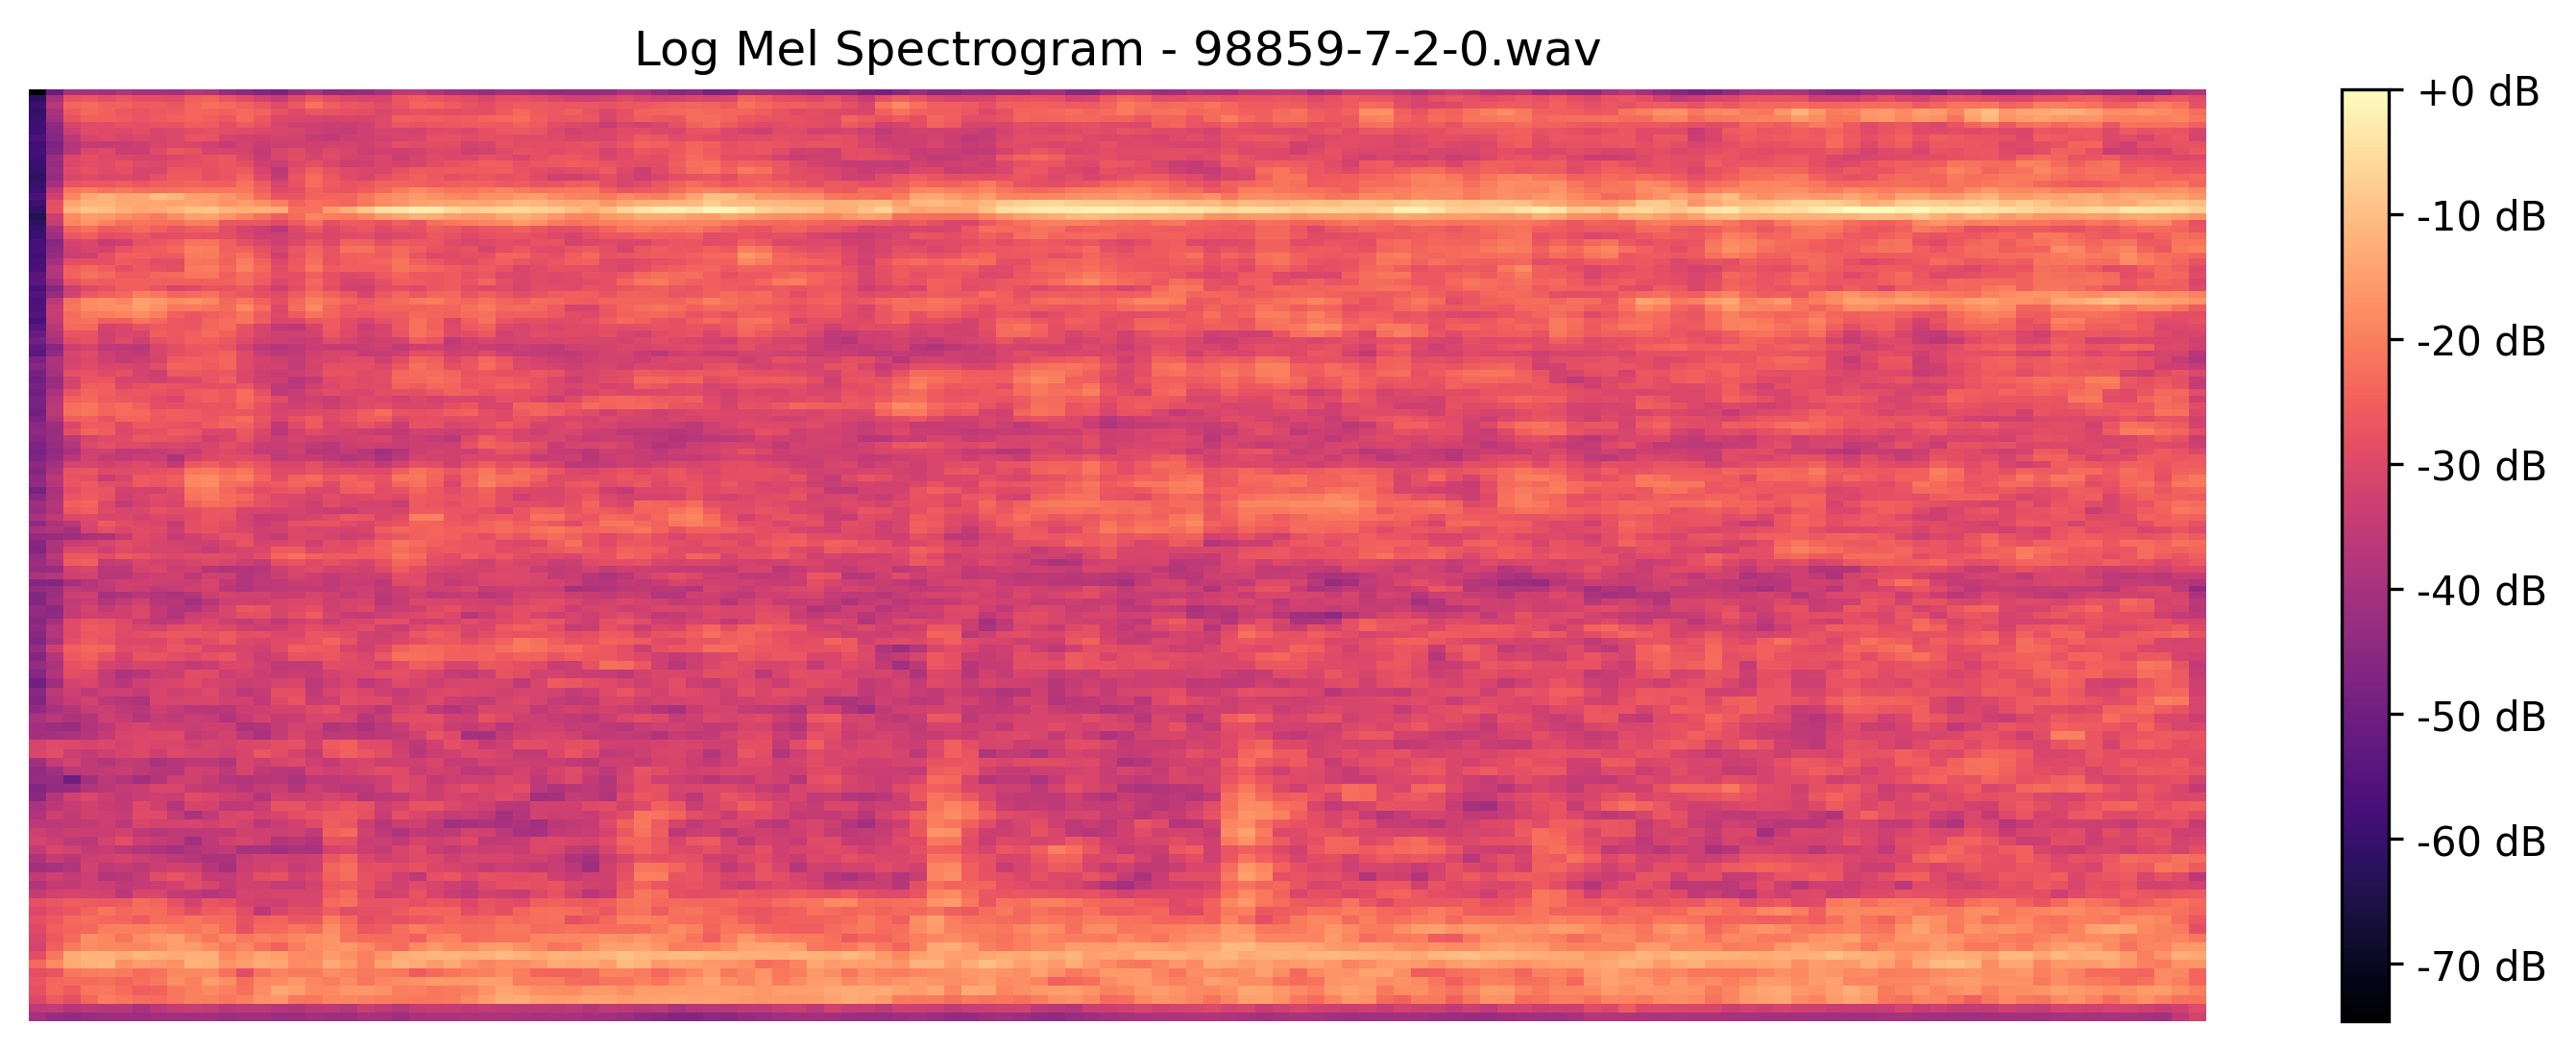 Log Mel Spectrogram - 98859-7-2-0.wav
+0 dB
-10 dB
-20 dB
-30 dB
-40 dB
-50 dB
-60 dB
-70 dB